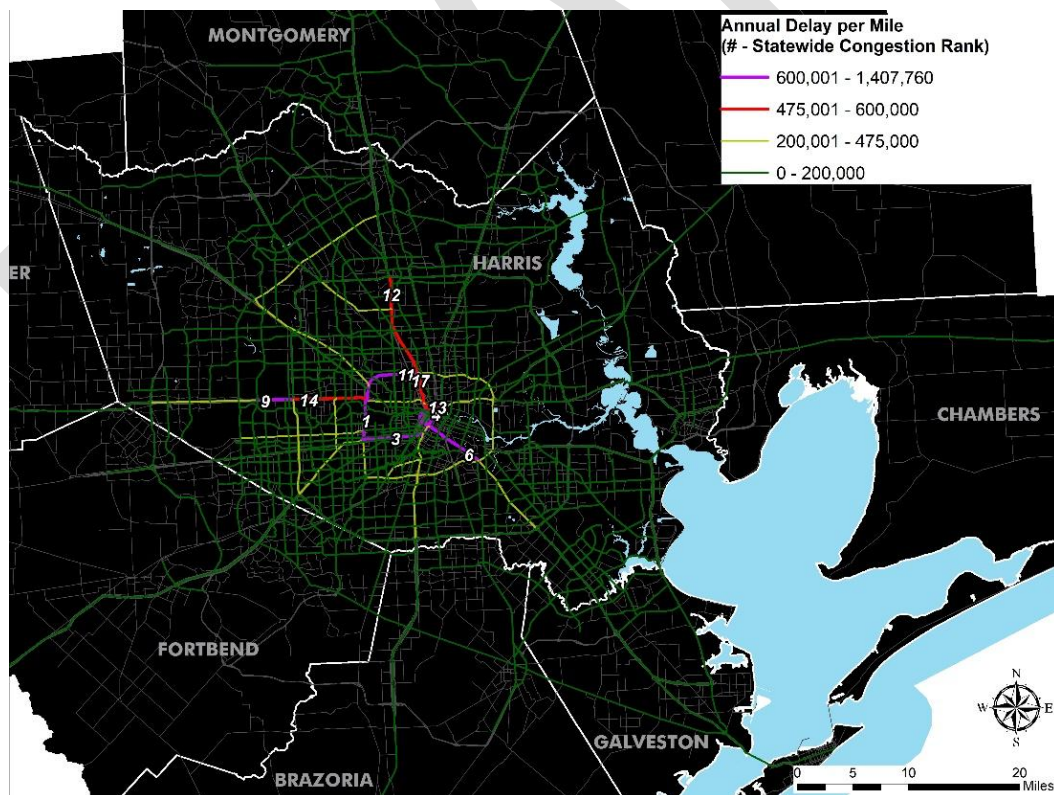 MONTGOMERY
Annual Delay per Mile
(# - Statewide Congestion Rank)
600,001 - 1,407,760
475,001 - 600,000
200,001 - 475,000
0 - 200,000
ER
HARRIS
12
11
17
9
14
13
1
4
3
6
CHAMBERS
FORTBEND
N
W E
S
GALVESTON
BRAZORIA
0 5 10 20
Miles